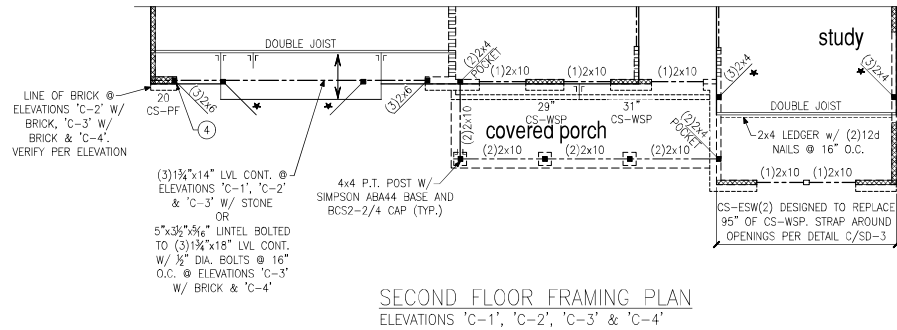 DOUBLE JOIST
(2)2x4
POCKET
(1)2x10
(1)2x10
(1)2x10
(3)2x4
study
(3)2x4
LINE OF BRICK @
ELEVATIONS 'C-2' W/
BRICK, 'C-3' W/
BRICK & 'C-4'.
VERIFY PER ELEVATION
20
CS-PF
(3)2x6
4
(3)2x6
29"
CS-WSP
31"
CS-WSP
(2)2x10
covered porch
(2)2x4
POCKET
DOUBLE JOIST
2x4 LEDGER w/ (2)12d
NAILS @ 16" O.C.
(2)2x10
(2)2x10
(2)2x10
(1)2x10
(1)2x10
(3)1¾"x14" LVL CONT. @
ELEVATIONS 'C-1', 'C-2'
& 'C-3' W/ STONE
OR
5"x3½"x5⁄16" LINTEL BOLTED
TO (3)1¾"x18" LVL CONT.
W/ ½" DIA. BOLTS @ 16"
O.C. @ ELEVATIONS 'C-3'
W/ BRICK & 'C-4'
4x4 P.T. POST W/
SIMPSON ABA44 BASE AND
BCS2-2/4 CAP (TYP.)
CS-ESW(2) DESIGNED TO REPLACE
95" OF CS-WSP. STRAP AROUND
OPENINGS PER DETAIL C/SD-3
SECOND FLOOR FRAMING PLAN
ELEVATIONS 'C-1', 'C-2', 'C-3' & 'C-4'